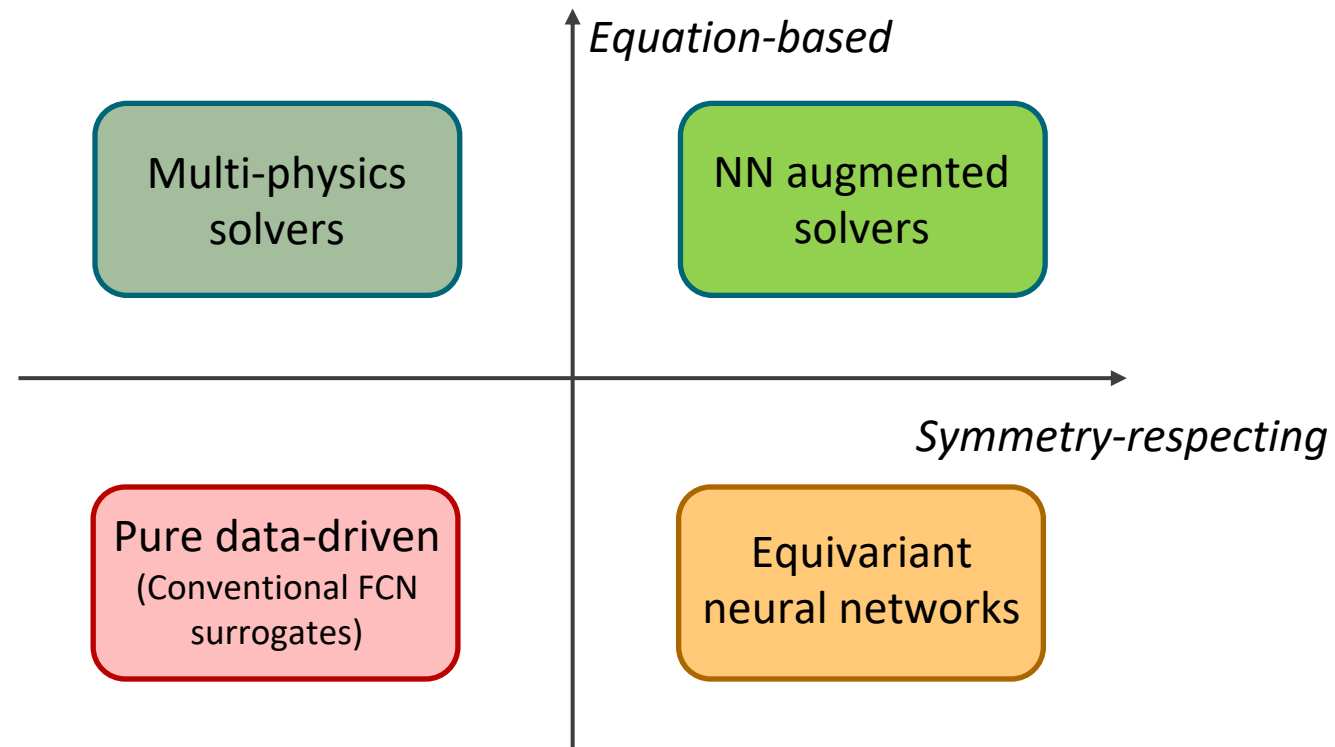 Equation-based
Multi-physics
solvers
NN augmented
solvers
Symmetry-respecting
Pure data-driven
(Conventional FCN
surrogates)
Equivariant
neural networks